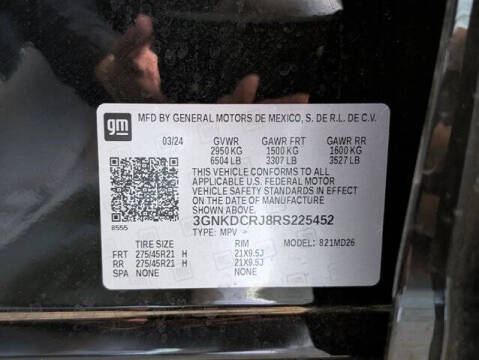 gm
MFD BY GENERAL MOTORS DE MEXICO, S. DE R.L. DE C.V.
03/24 GVWR GAWR FRT GAWR RR
2950 KG 1500 KG 1600 KG
6504 LB 3307 LB 3527 LB
THIS VEHICLE CONFORMS TO ALL
APPLICABLE U.S. FEDERAL MOTOR
VEHICLE SAFETY STANDARDS IN EFFECT
ON THE DATE OF MANUFACTURE
SHOWN ABOVE.
3GNKDCRJ8RS225452
8555 TYPE: MPV
TIRE SIZE RIM MODEL: 821MD26
FRT 275/45R21 H 21X9.5J
RR 275/45R21 H 21X9.5J
SPA NONE NONE